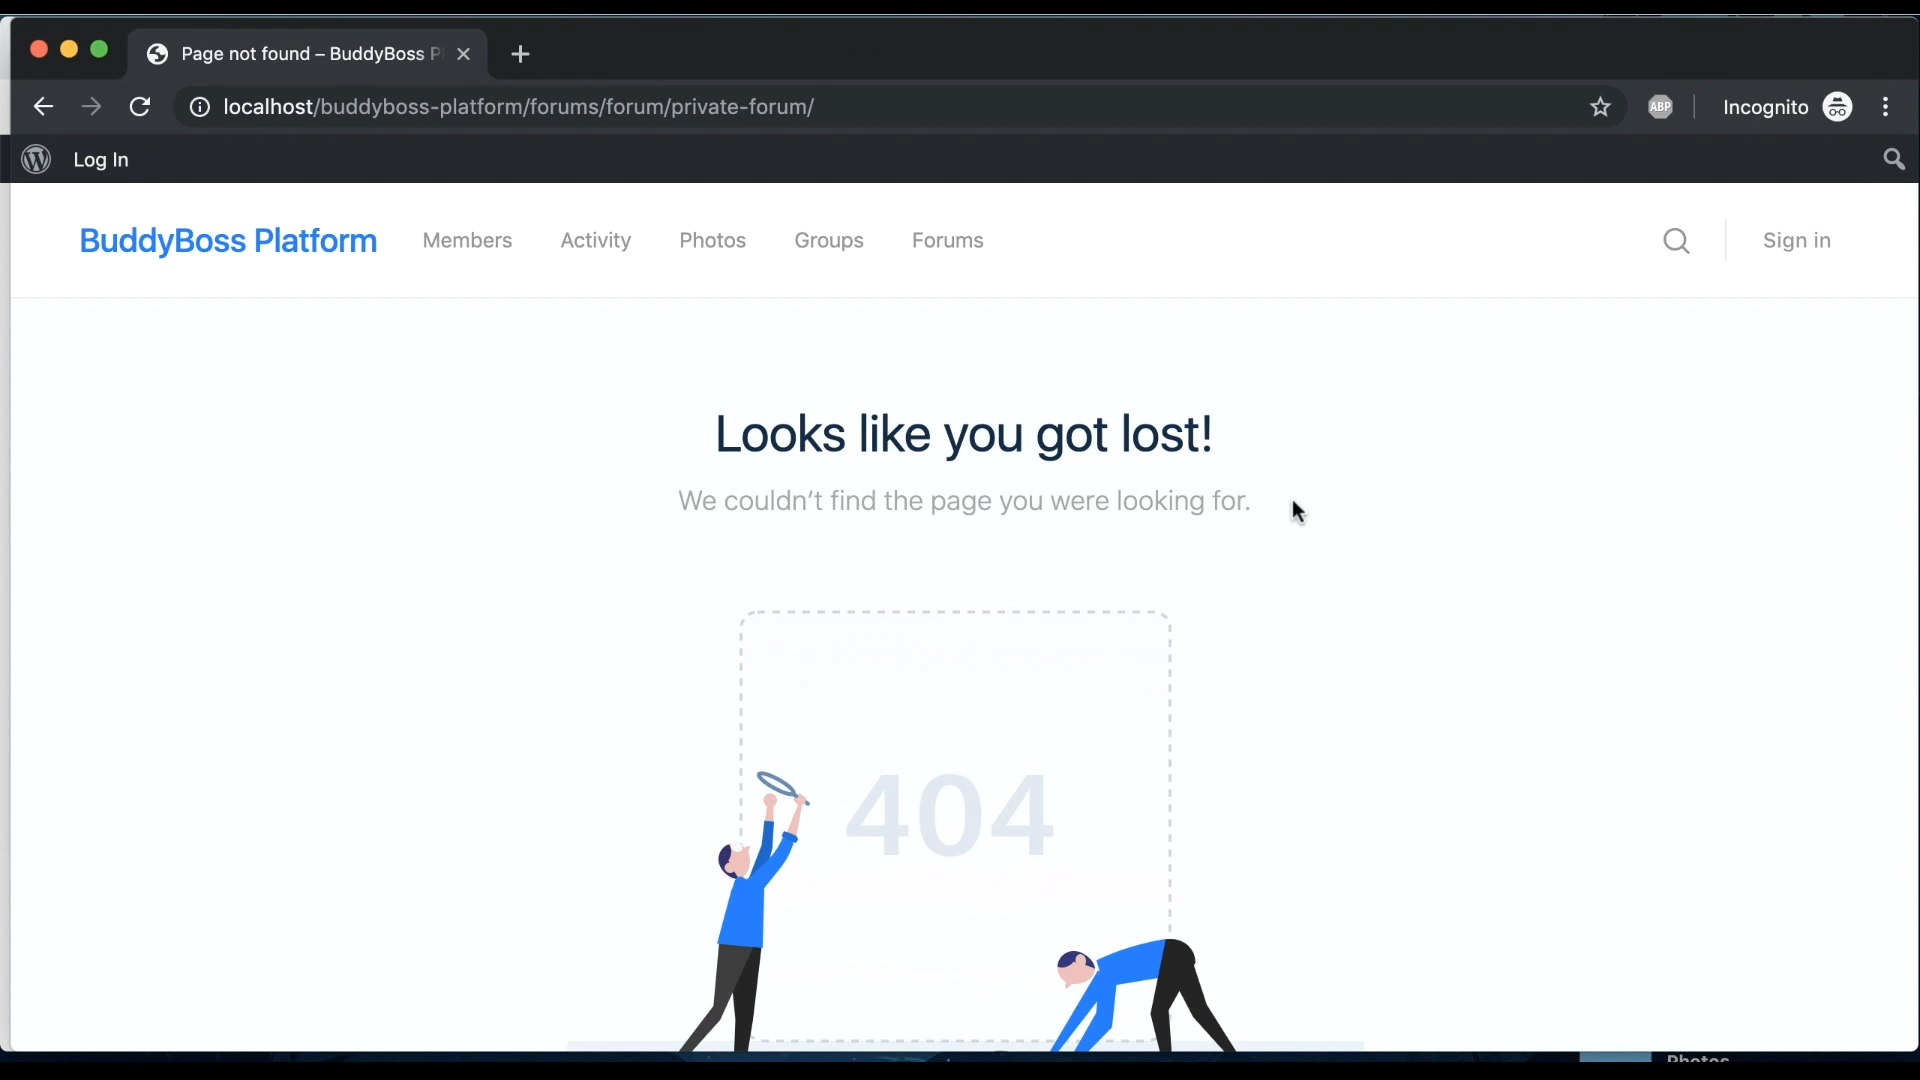 Page not found – BuddyBoss P
localhost/buddyboss-platform/forums/forum/private-forum/
ABP
Incognito
Log In
BuddyBoss Platform
Members
Activity
Photos
Groups
Forums
Sign in
Looks like you got lost!
We couldn’t find the page you were looking for.
404
Photos